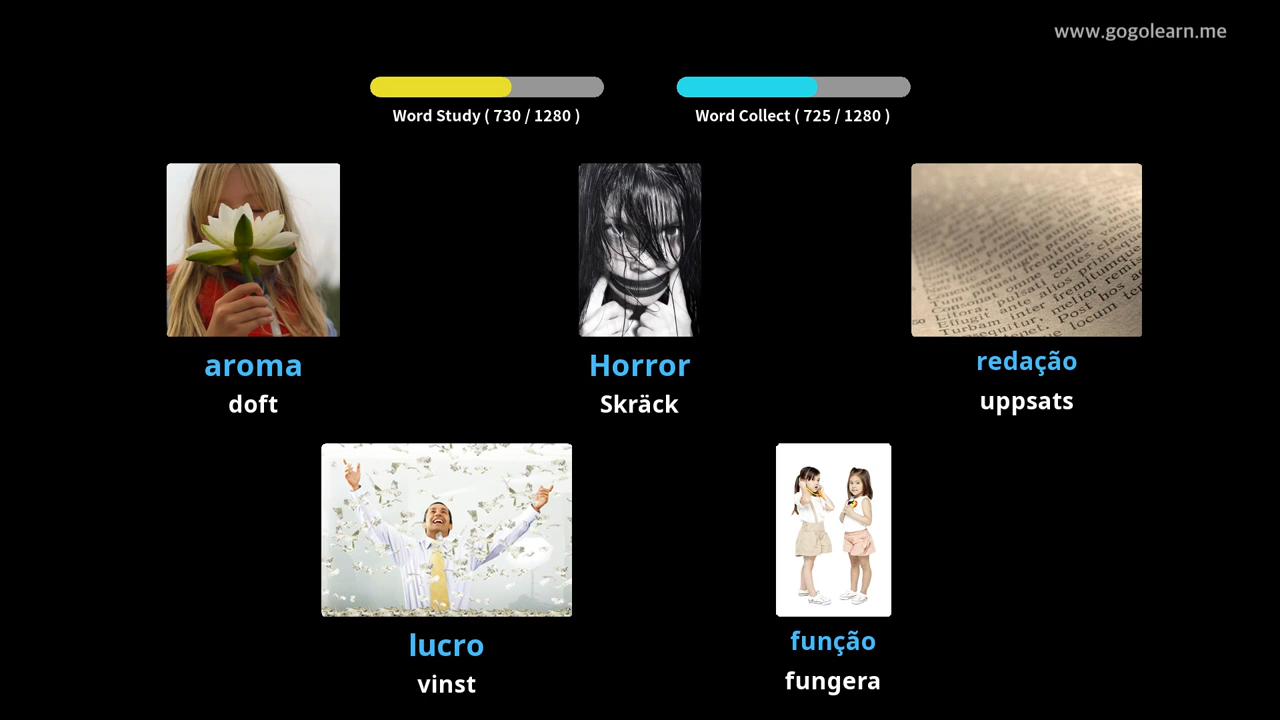 www.gogolearn.me
Word Study ( 730 / 1280 )
Word Collect ( 725 / 1280 )
aroma
doft
Horror
Skräck
redação
uppsats
lucro
vinst
função
fungera